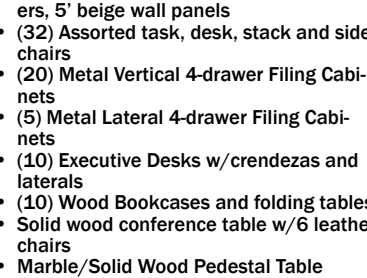 ers, 5' beige wall panels
• (32) Assorted task, desk, stack and side
chairs
• (20) Metal Vertical 4-drawer Filing Cabi-
nets
• (5) Metal Lateral 4-drawer Filing Cabi-
nets
• (10) Executive Desks w/crendezas and
laterals
• (10) Wood Bookcases and folding tables
• Solid wood conference table w/6 leathe
chairs
• Marble/Solid Wood Pedestal Table